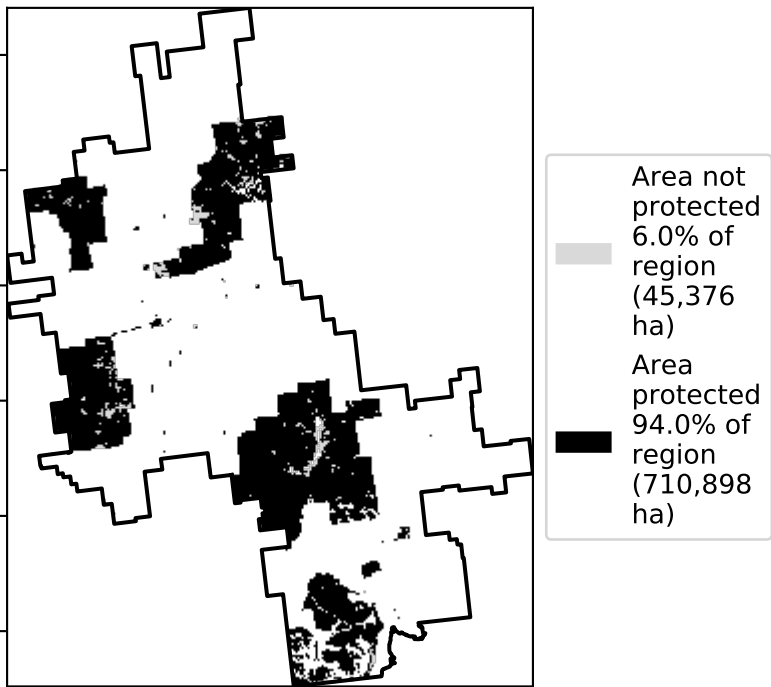 Area not
protected
6.0% of
region
(45,376
ha)
Area
protected
94.0% of
region
(710,898
ha)